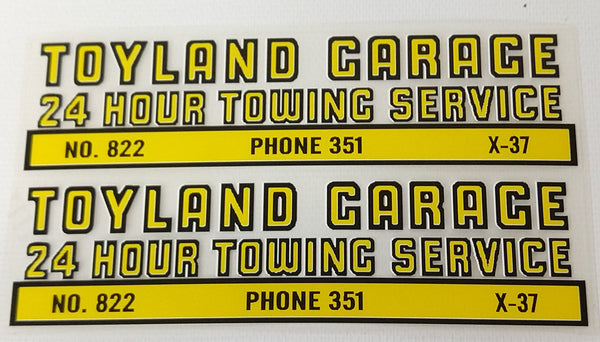 TOYLAND GARAGE
24 HOUR TOWING SERVICE
NO. 822 PHONE 351 X-37
TOYLAND GARAGE
24 HOUR TOWING SERVICE
NO. 822 PHONE 351 X-37